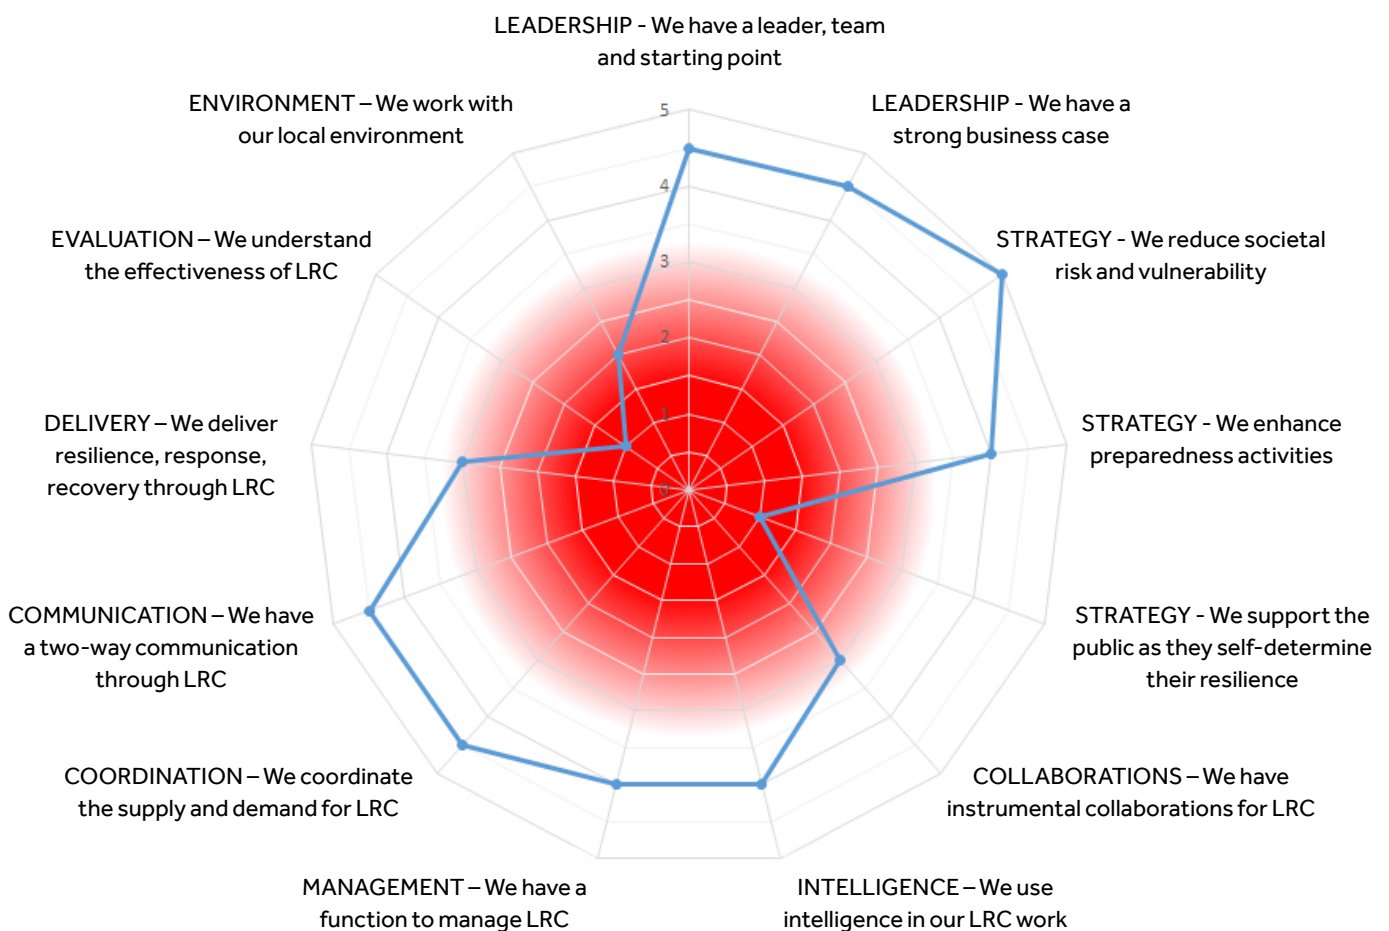 LEADERSHIP - We have a leader, team
and starting point
LEADERSHIP - We have a
strong business case
STRATEGY - We reduce societal
risk and vulnerability
STRATEGY - We enhance
preparedness activities
STRATEGY - We support the
public as they self-determine
their resilience
COLLABORATIONS – We have
instrumental collaborations for LRC
INTELLIGENCE – We use
intelligence in our LRC work
MANAGEMENT – We have a
function to manage LRC
COORDINATION – We coordinate
the supply and demand for LRC
COMMUNICATION – We have
a two-way communication
through LRC
DELIVERY – We deliver
resilience, response,
recovery through LRC
EVALUATION – We understand
the effectiveness of LRC
ENVIRONMENT – We work with
our local environment
5
4
3
2
1
0